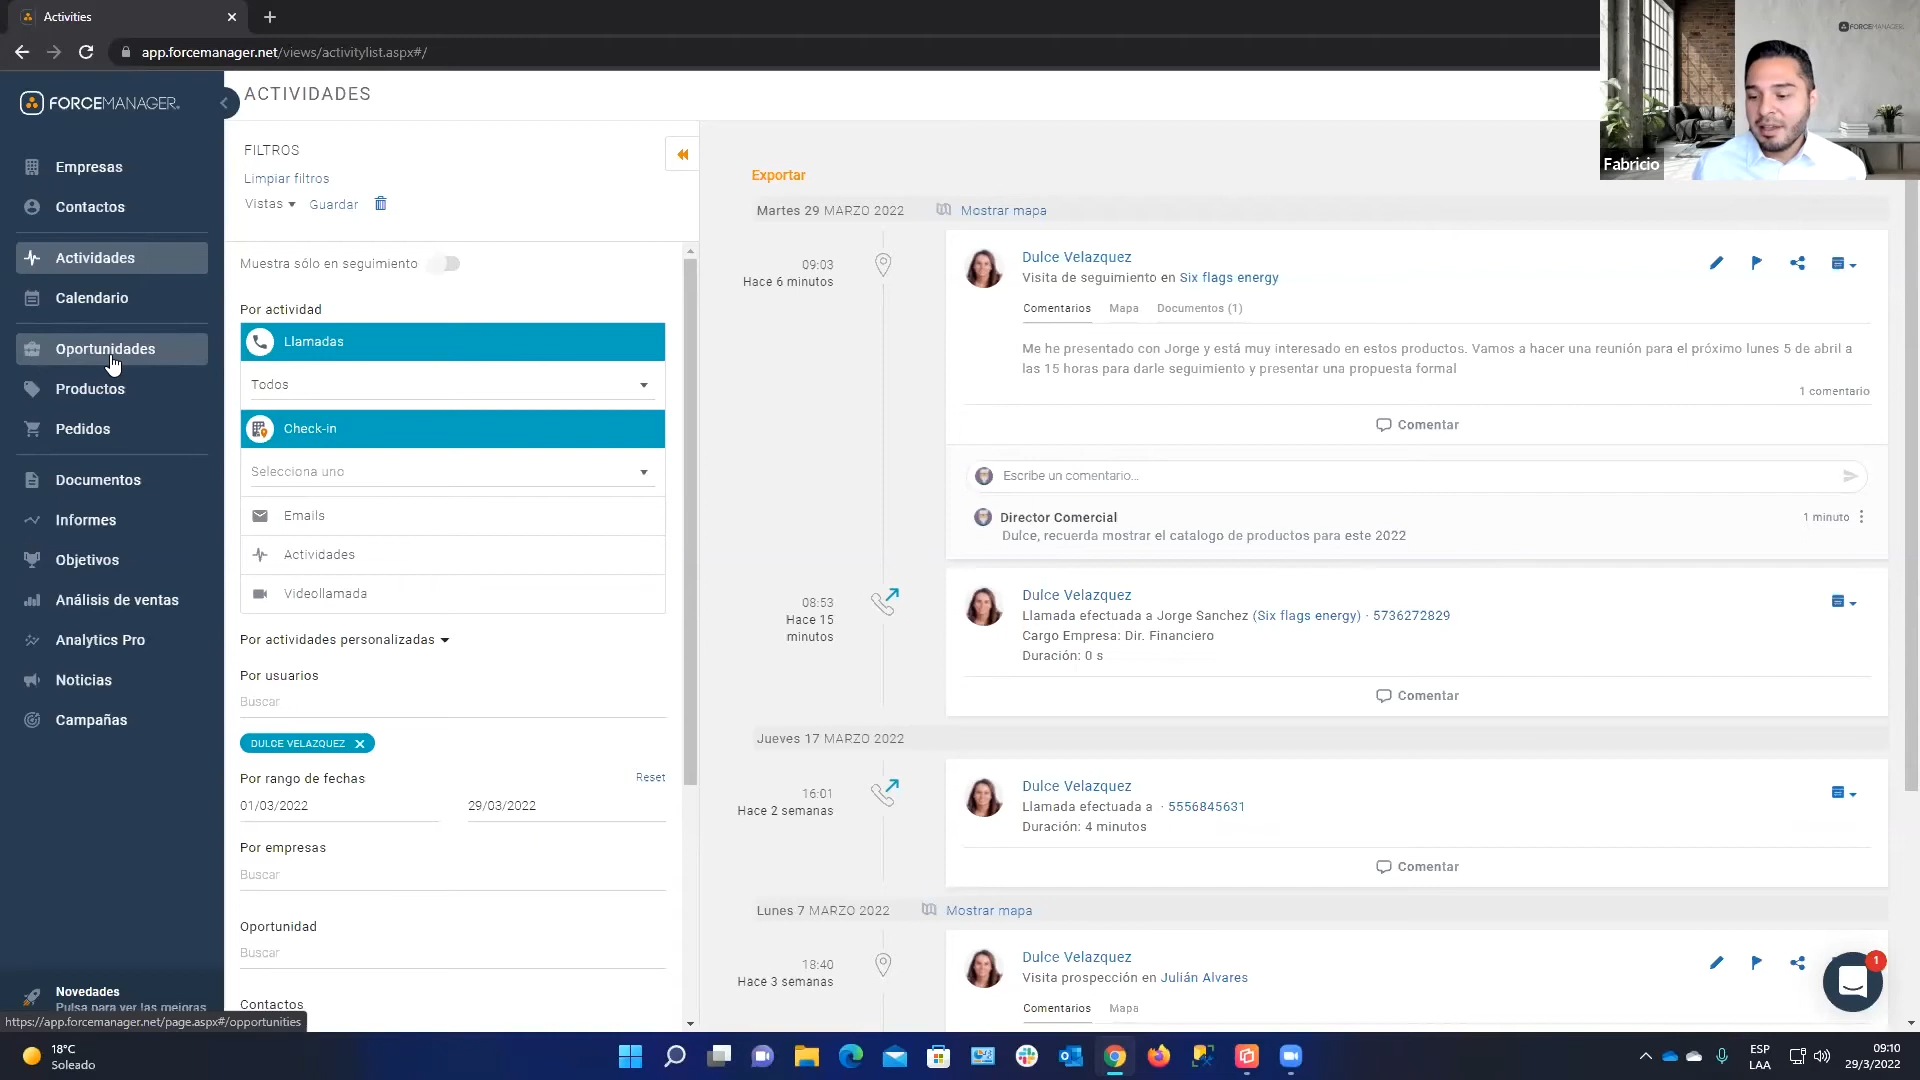 Activities
app.forcemanager.net/views/activitylist.aspx#/
FORCEMANAGER
Fabricio
FORCEMANAGER
Empresas
Contactos
Actividades
Calendario
Oportunidades
Productos
Pedidos
Documentos
Informes
Objetivos
Análisis de ventas
Analytics Pro
Noticias
Campañas
Novedades
Pulsa para ver las mejoras
https://app.forcemanager.net/page.aspx#/opportunities
ACTIVIDADES
FILTROS
Limpiar filtros
Vistas Guardar
Muestra sólo en seguimiento
Por actividad
Llamadas
Todos
Check-in
Selecciona uno
Emails
Actividades
Videollamada
Por actividades personalizadas
Por usuarios
Buscar
DULCE VELAZQUEZ
Por rango de fechas Reset
01/03/2022 29/03/2022
Por empresas
Buscar
Oportunidad
Buscar
Contactos
Exportar
Martes 29 MARZO 2022 Mostrar mapa
09:03
Hace 6 minutos
Dulce Velazquez
Visita de seguimiento en Six flags energy
Comentarios Mapa Documentos (1)
Me he presentado con Jorge y está muy interesado en estos productos. Vamos a hacer una reunión para el próximo lunes 5 de abril a
las 15 horas para darle seguimiento y presentar una propuesta formal
1 comentario
Comentar
Escribe un comentario...
Director Comercial 1 minuto
Dulce, recuerda mostrar el catalogo de productos para este 2022
08:53
Hace 15
minutos
Dulce Velazquez
Llamada efectuada a Jorge Sanchez (Six flags energy) · 5736272829
Cargo Empresa: Dir. Financiero
Duración: 0 s
Comentar
Jueves 17 MARZO 2022
16:01
Hace 2 semanas
Dulce Velazquez
Llamada efectuada a · 5556845631
Duración: 4 minutos
Comentar
Lunes 7 MARZO 2022 Mostrar mapa
18:40
Hace 3 semanas
Dulce Velazquez
Visita prospección en Julián Alvares
Comentarios Mapa
1
18°C
Soleado
ESP
LAA
09:10
29/3/2022